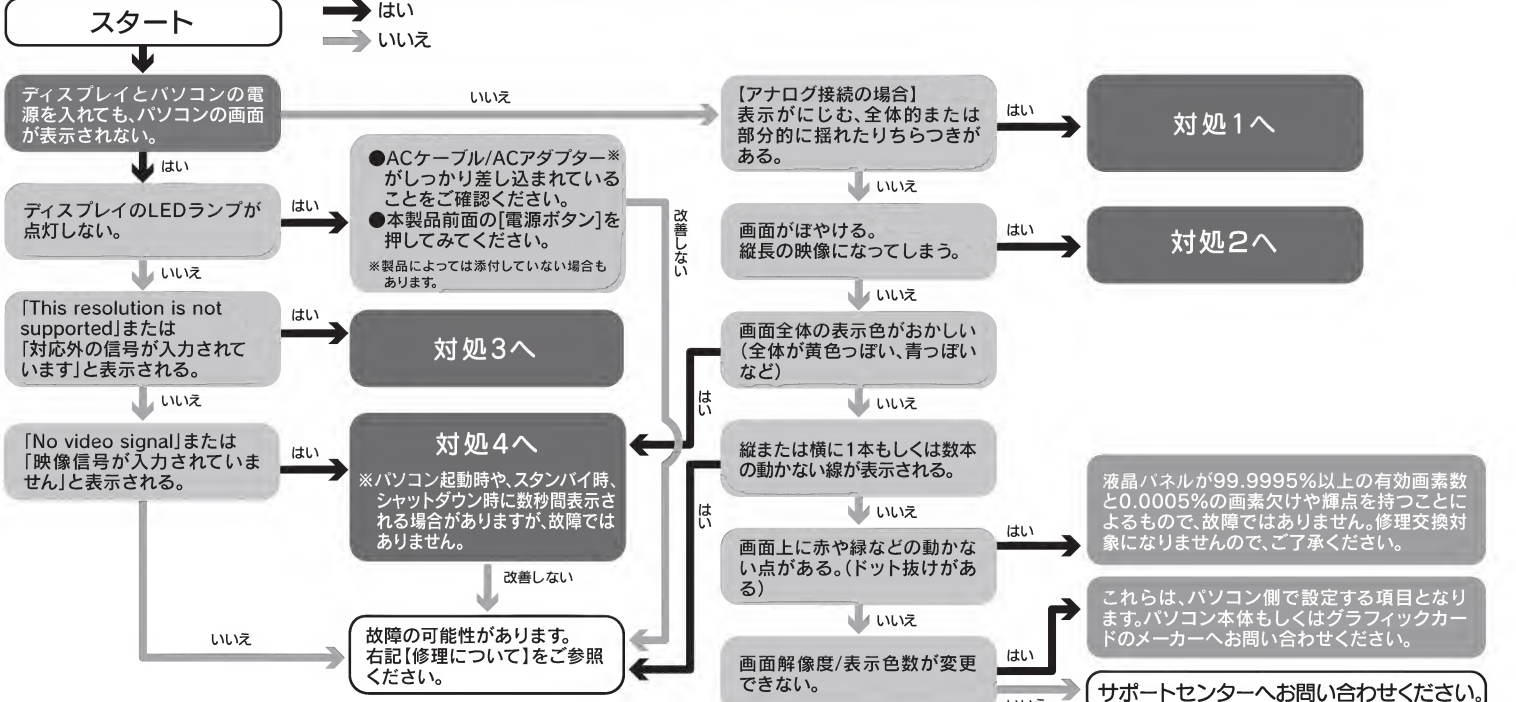 スタート
はい
いいえ
ディスプレイとパソコンの電
源を入れても、パソコンの画面
が表示されない。
いいえ
はい
ディスプレイのLEDランプが
点灯しない。
はい
●ACケーブル/ACアダプター※
がしっかり差し込まれている
ことをご確認ください。
●本製品前面の[電源ボタン]を
押してみてください。
※製品によっては添付していない場合も
あります。
改善しない
いいえ
「This resolution is not
supported」または
「対応外の信号が入力されて
います」と表示される。
はい
対処3へ
いいえ
「No video signal」または
「映像信号が入力されていま
せん」と表示される。
はい
対処4へ
※パソコン起動時や、スタンバイ時、
シャットダウン時に数秒間表示さ
れる場合がありますが、故障では
ありません。
改善しない
いいえ
故障の可能性があります。
右記【修理について】をご参照
ください。
【アナログ接続の場合】
表示がにじむ、全体的または
部分的に揺れたりちらつきが
ある。
はい
対処1へ
いいえ
画面がぼやける。
縦長の映像になってしまう。
はい
対処2へ
いいえ
画面全体の表示色がおかしい
(全体が黄色っぽい、青っぽい
など)
はい
いいえ
縦または横に1本もしくは数本
の動かない線が表示される。
はい
いいえ
画面上に赤や緑などの動かな
い点がある。(ドット抜けがあ
る)
はい
液晶パネルが99.9995%以上の有効画素数
と0.0005%の画素欠けや輝点を持つことに
よるもので、故障ではありません。修理交換対
象になりませんので、ご了承ください。
いいえ
画面解像度/表示色数が変更
できない。
はい
これらは、パソコン側で設定する項目となり
ます。パソコン本体もしくはグラフィックカー
ドのメーカーへお問い合わせください。
サポートセンターへお問い合わせください。